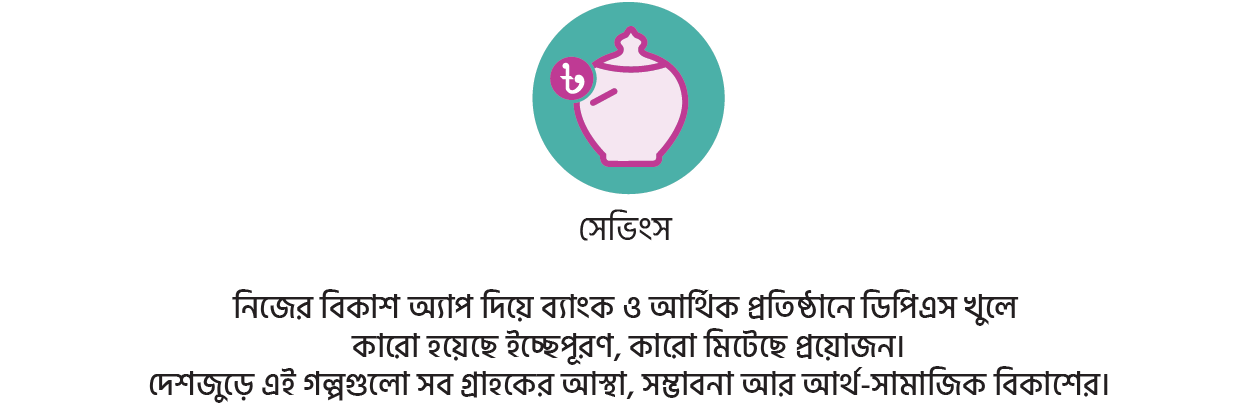 ৳
সেভিংস
নিজের বিকাশ অ্যাপ দিয়ে ব্যাংক ও আর্থিক প্রতিষ্ঠানে ডিপিএস খুলে
কারো হয়েছে ইচ্ছেপূরণ, কারো মিটেছে প্রয়োজন।
দেশজুড়ে এই গল্পগুলো সব গ্রাহকের আস্থা, সম্ভাবনা আর আর্থ-সামাজিক বিকাশের।